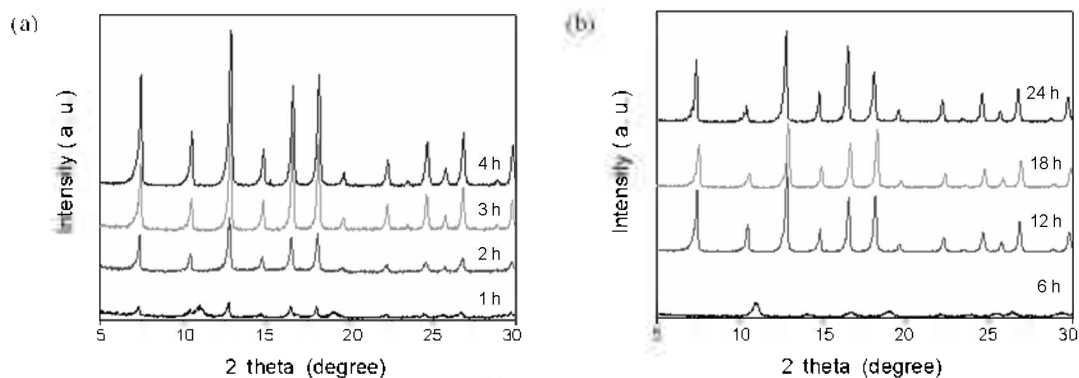 (a)
Intensity (a. u.)
4 h
3 h
2 h
1 h
5 10 15 20 25 30
2 theta (degree)
(b)
Intensity (a. u.)
24 h
18 h
12 h
6 h
5 10 15 20 25 30
2 theta (degree)